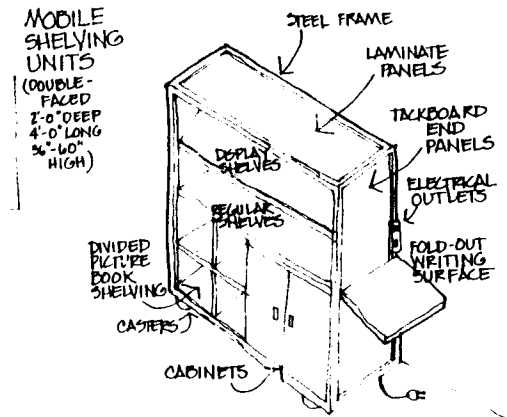 MOBILE
SHELVING
UNITS
(DOUBLE-
FACED
2'-0" DEEP
4'-0" LONG
36"-60"
HIGH)
STEEL FRAME
LAMINATE
PANELS
TACKBOARD
END
PANELS
DISPLAY
SHELVES
ELECTRICAL
OUTLETS
REGULAR
SHELVES
FOLD-OUT
WRITING
SURFACE
DIVIDED
PICTURE
BOOK
SHELVING
CASTERS
CABINETS